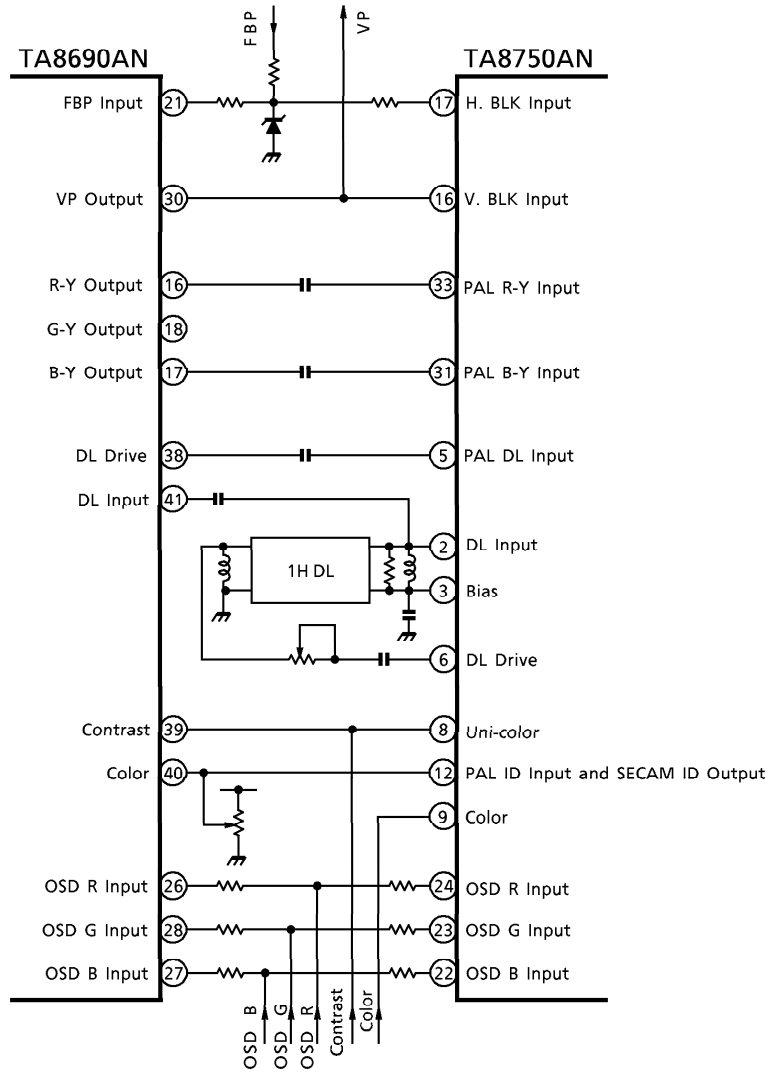 FBP
VP
TA8690AN
TA8750AN
FBP Input 21
17 H. BLK Input
VP Output 30
16 V. BLK Input
R-Y Output 16
33 PAL R-Y Input
G-Y Output 18
B-Y Output 17
31 PAL B-Y Input
DL Drive 38
5 PAL DL Input
DL Input 41
2 DL Input
1H DL
3 Bias
6 DL Drive
Contrast 39
8 Uni-color
Color 40
12 PAL ID Input and SECAM ID Output
9 Color
OSD R Input 26
24 OSD R Input
OSD G Input 28
23 OSD G Input
OSD B Input 27
22 OSD B Input
OSD B
OSD G
OSD R
Contrast
Color